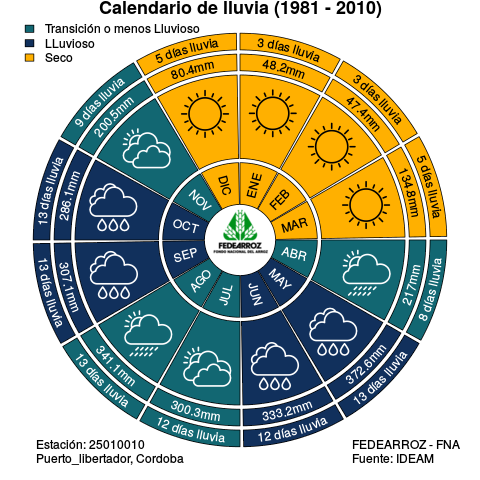 Calendario de lluvia (1981 - 2010)
Transición o menos Lluvioso
LLuvioso
Seco
3 días lluvia
48.2mm
ENE
3 días lluvia
47.4mm
FEB
5 días lluvia
134.8mm
MAR
8 días lluvia
217mm
ABR
13 días lluvia
372.6mm
MAY
12 días lluvia
333.2mm
JUN
12 días lluvia
300.3mm
JUL
13 días lluvia
341.1mm
AGO
13 días lluvia
307.1mm
SEP
13 días lluvia
286.1mm
OCT
9 días lluvia
200.5mm
NOV
5 días lluvia
80.4mm
DIC
FEDEARROZ
FONDO NACIONAL DEL ARROZ
Estación: 25010010
Puerto_libertador, Cordoba
FEDEARROZ - FNA
Fuente: IDEAM